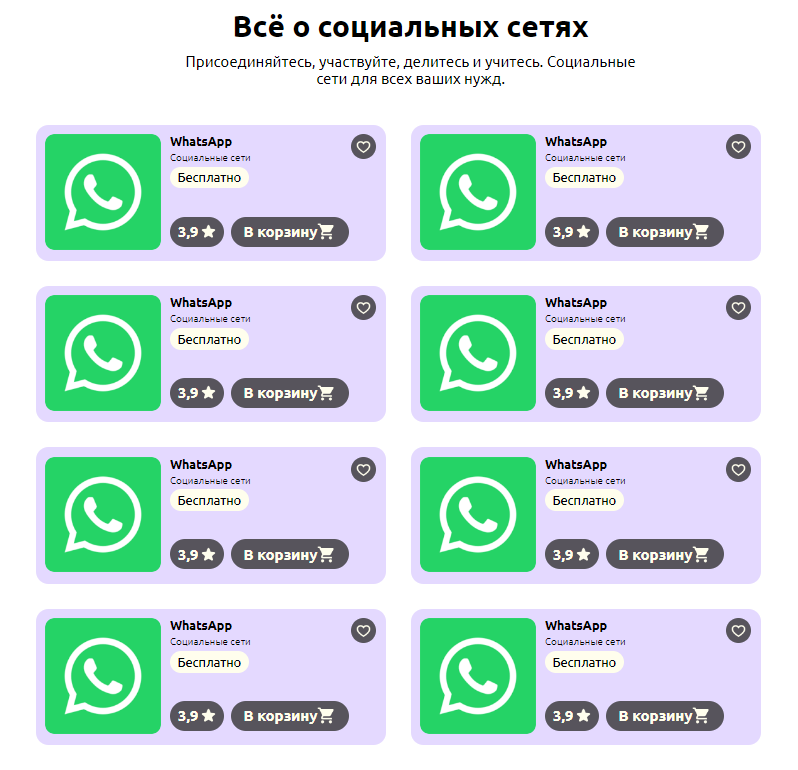 Всё о социальных сетях
Присоединяйтесь, участвуйте, делитесь и учитесь. Социальные
сети для всех ваших нужд.
WhatsApp
Социальные сети
Бесплатно
3,9 В корзину
WhatsApp
Социальные сети
Бесплатно
3,9 В корзину
WhatsApp
Социальные сети
Бесплатно
3,9 В корзину
WhatsApp
Социальные сети
Бесплатно
3,9 В корзину
WhatsApp
Социальные сети
Бесплатно
3,9 В корзину
WhatsApp
Социальные сети
Бесплатно
3,9 В корзину
WhatsApp
Социальные сети
Бесплатно
3,9 В корзину
WhatsApp
Социальные сети
Бесплатно
3,9 В корзину